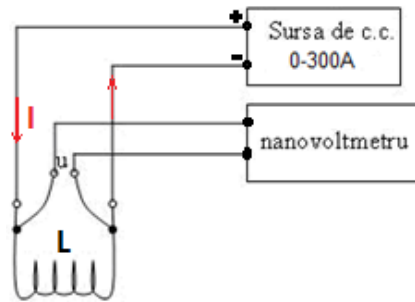 +
Sursa de c.c.
-
0-300A
I
nanovoltmetru
u
L